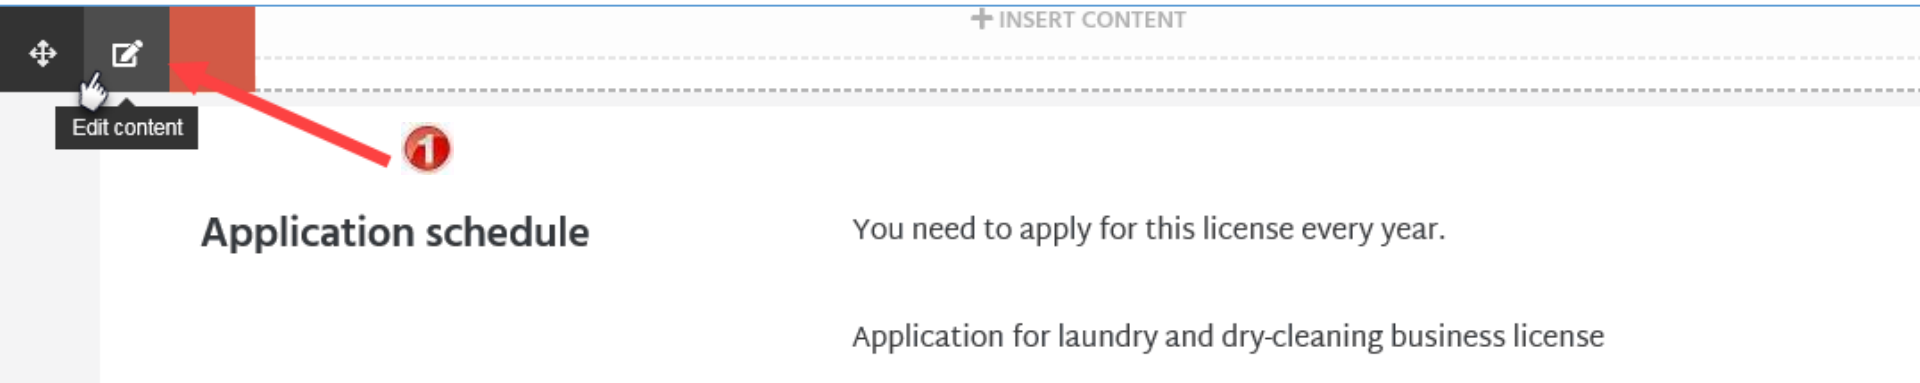 INSERT CONTENT
Edit content
1
Application schedule
You need to apply for this license every year.
Application for laundry and dry-cleaning business license